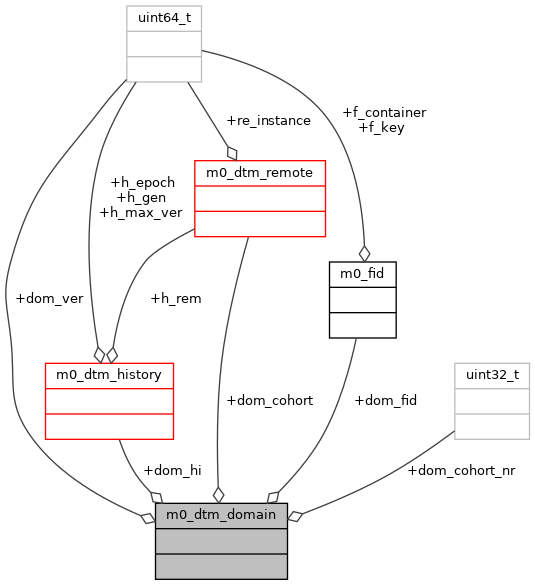 uint64_t
+re_instance
+f_container
+f_key
m0_dtm_remote
+h_epoch
+h_gen
+h_max_ver
m0_fid
+dom_ver
+h_rem
m0_dtm_history
uint32_t
+dom_cohort
+dom_fid
+dom_hi
+dom_cohort_nr
m0_dtm_domain